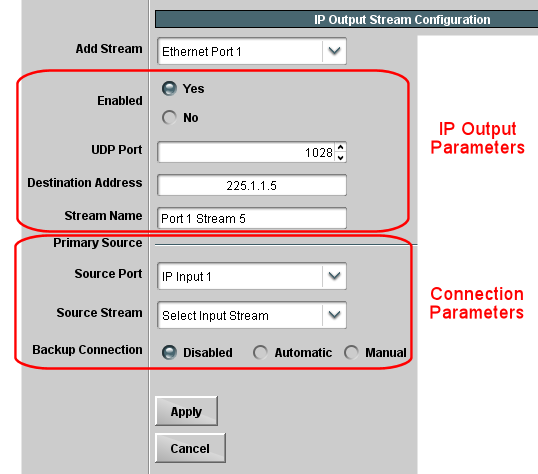 IP Output Stream Configuration
Add Stream Ethernet Port 1
Enabled Yes
No
UDP Port 1028
Destination Address 225.1.1.5
Stream Name Port 1 Stream 5
IP Output
Parameters
Primary Source
Source Port IP Input 1
Source Stream Select Input Stream
Backup Connection Disabled Automatic Manual
Connection
Parameters
Apply
Cancel